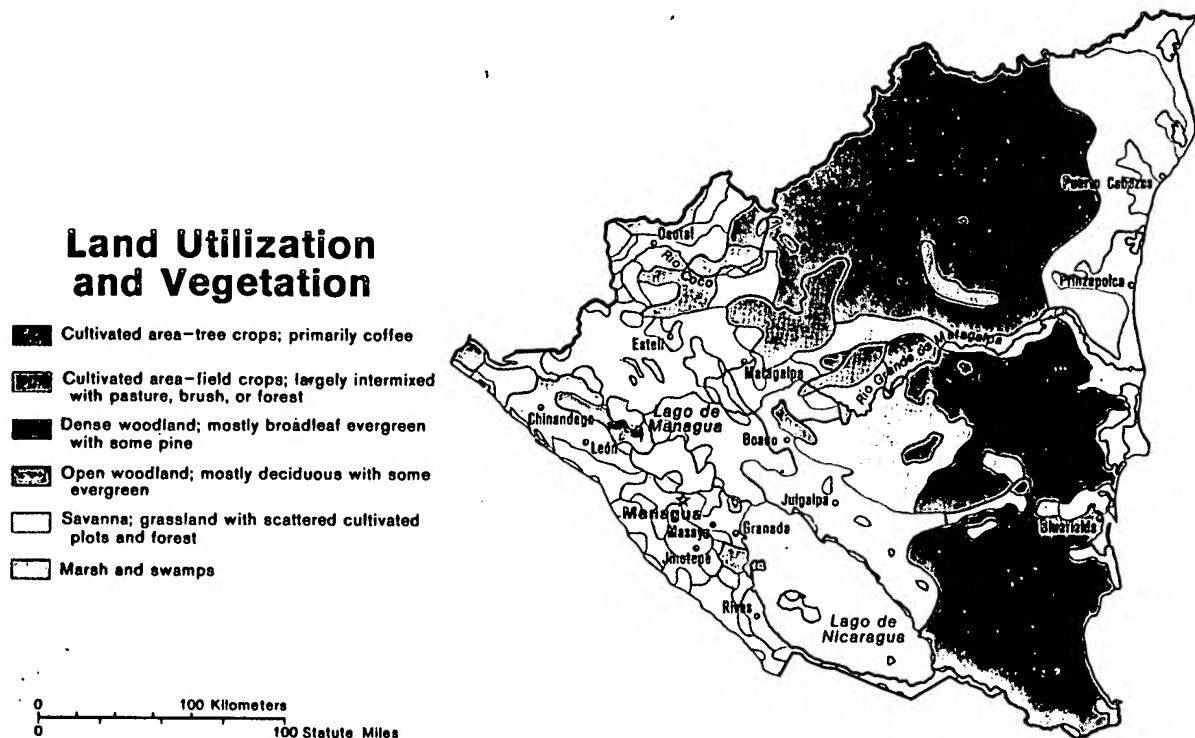 Land Utilization
and Vegetation
Cultivated area-tree crops; primarily coffee
Cultivated area-field crops; largely intermixed
with pasture, brush, or forest
Dense woodland; mostly broadleaf evergreen
with some pine
Open woodland; mostly deciduous with some
evergreen
Savanna; grassland with scattered cultivated
plots and forest
Marsh and swamps
0 100 Kilometers
0 100 Statute Miles
Puerto Cabezas
Ocotal
Rio Coco
Prinzapolca
Estelí
Matagalpa
Rio Grande de Matagalpa
Chinandega
Lago de
Managua
León
Boaco
Juigalpa
Managua
Masaya
Granada
Bluefields
Jinotepe
Rivas
Lago de
Nicaragua